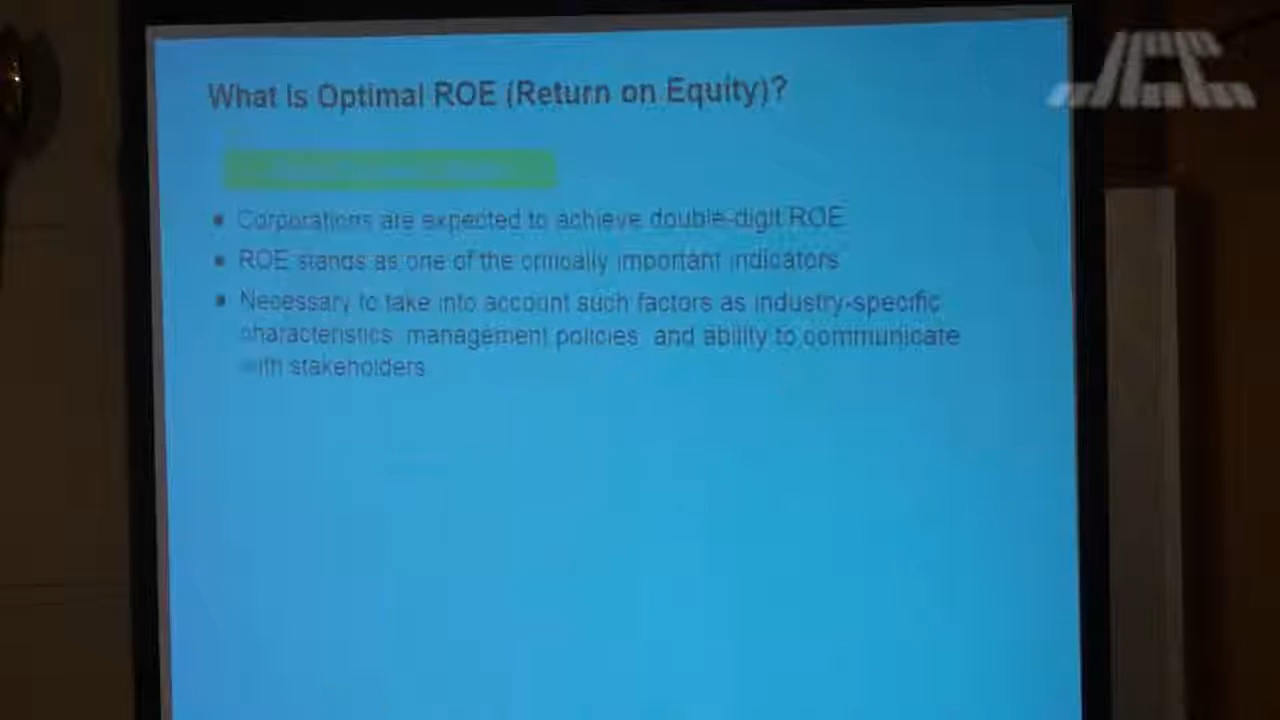 What is Optimal ROE (Return on Equity)?
Corporations are expected to achieve double-digit ROE
ROE stands as one of the critically important indicators
Necessary to take into account such factors as industry-specific
characteristics management policies and ability to communicate
with stakeholders
JCC